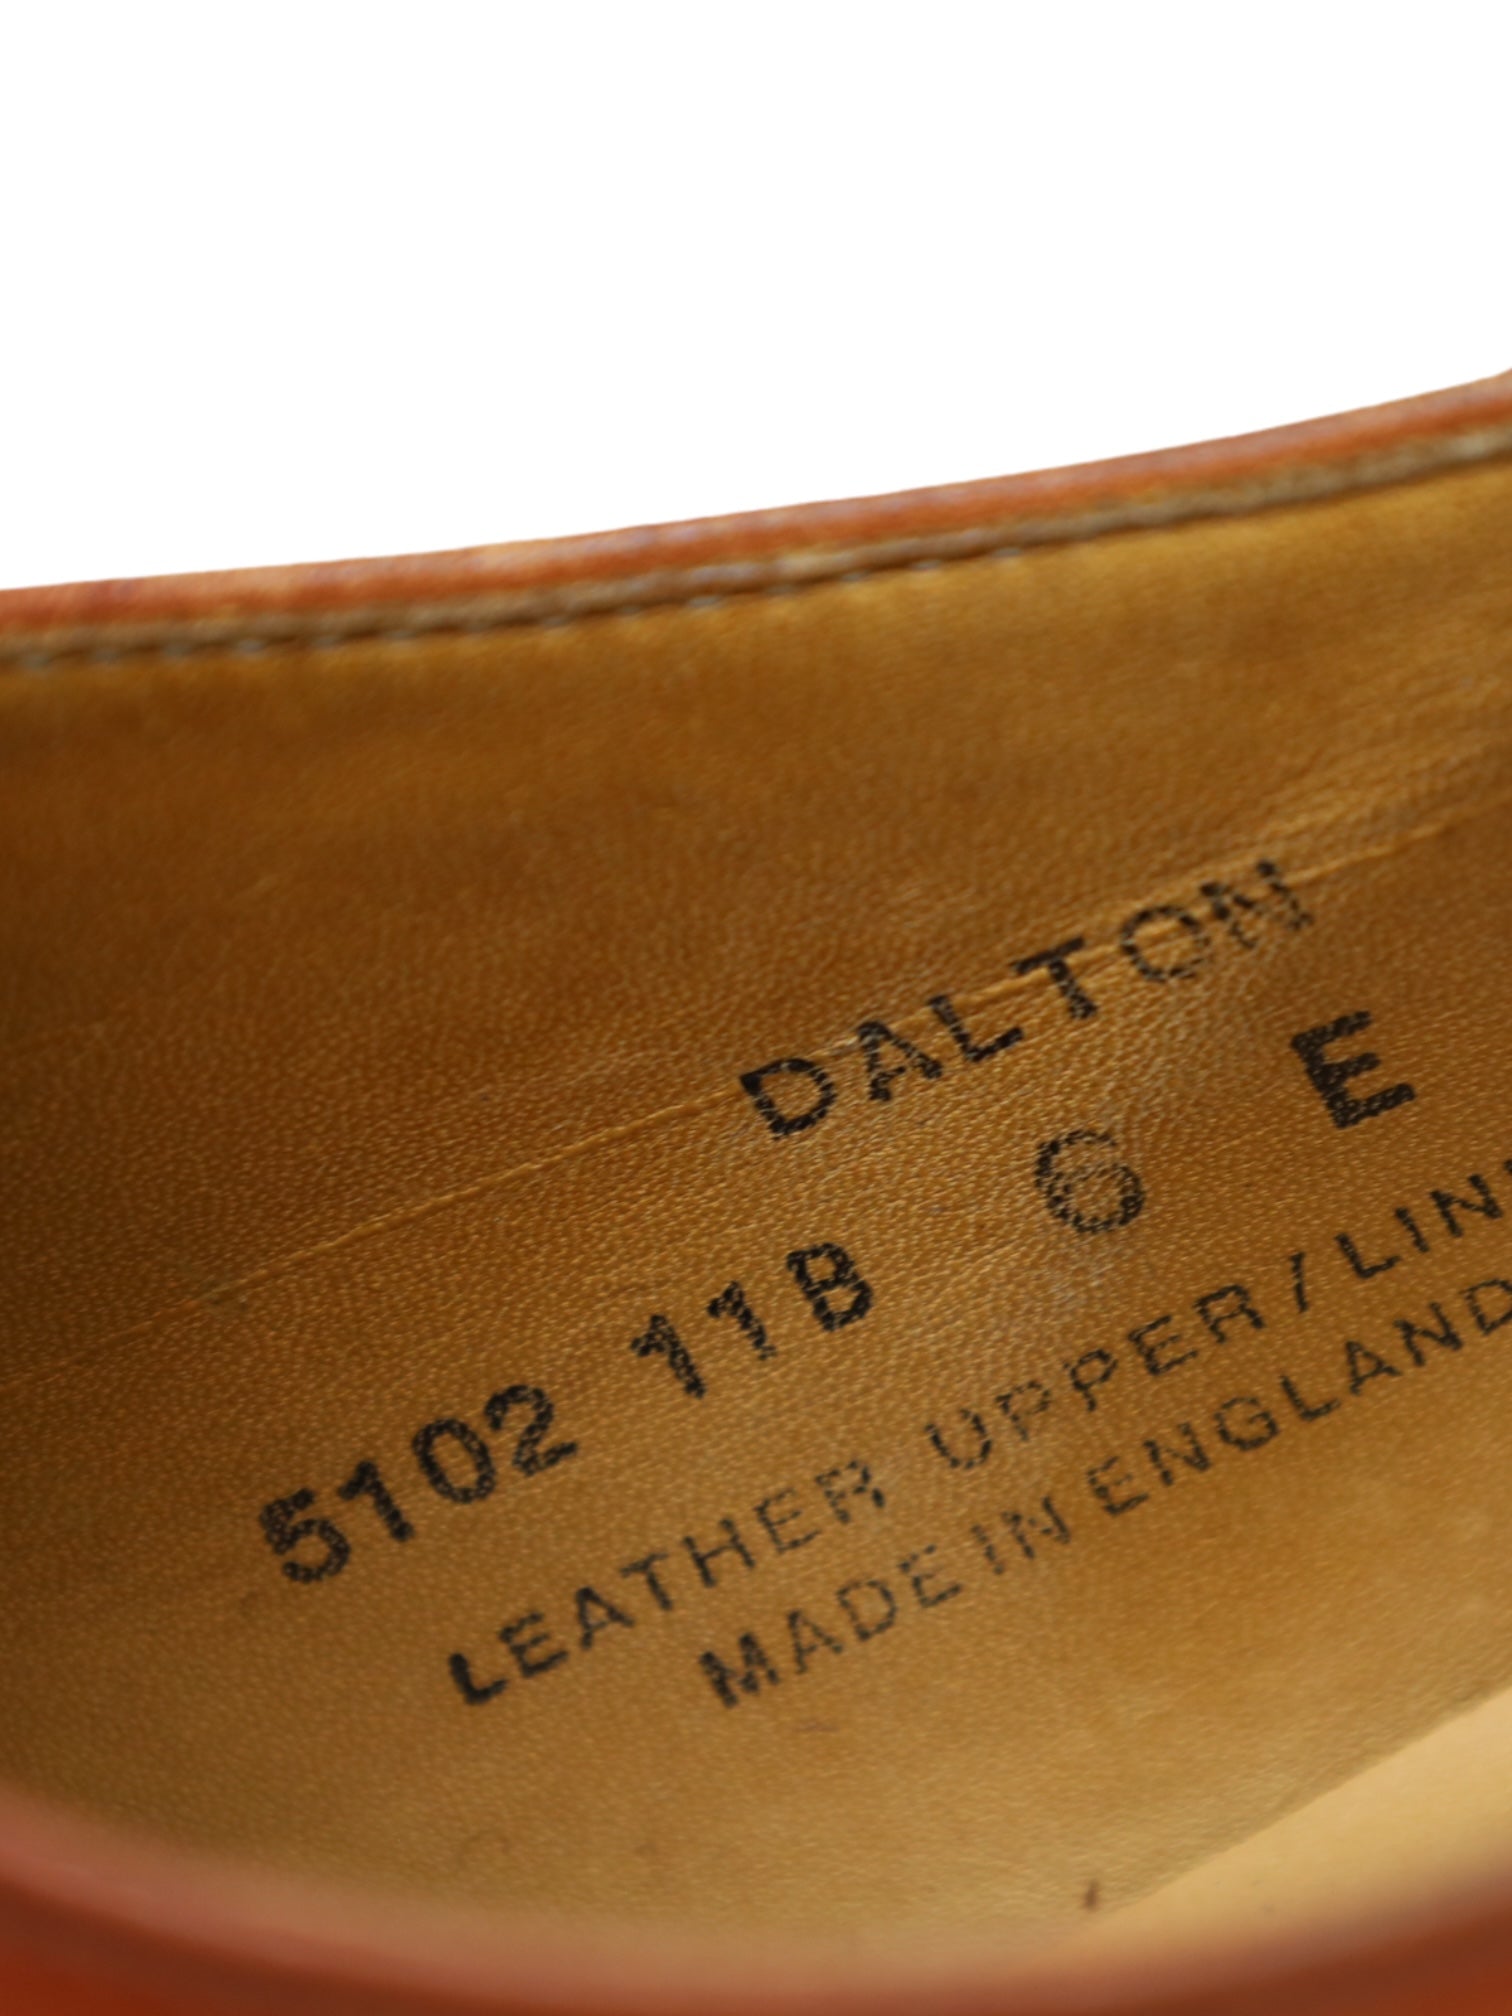 DALTON
5102 11B 6 E
LEATHER UPPER/LIN
MADE IN ENGLAND